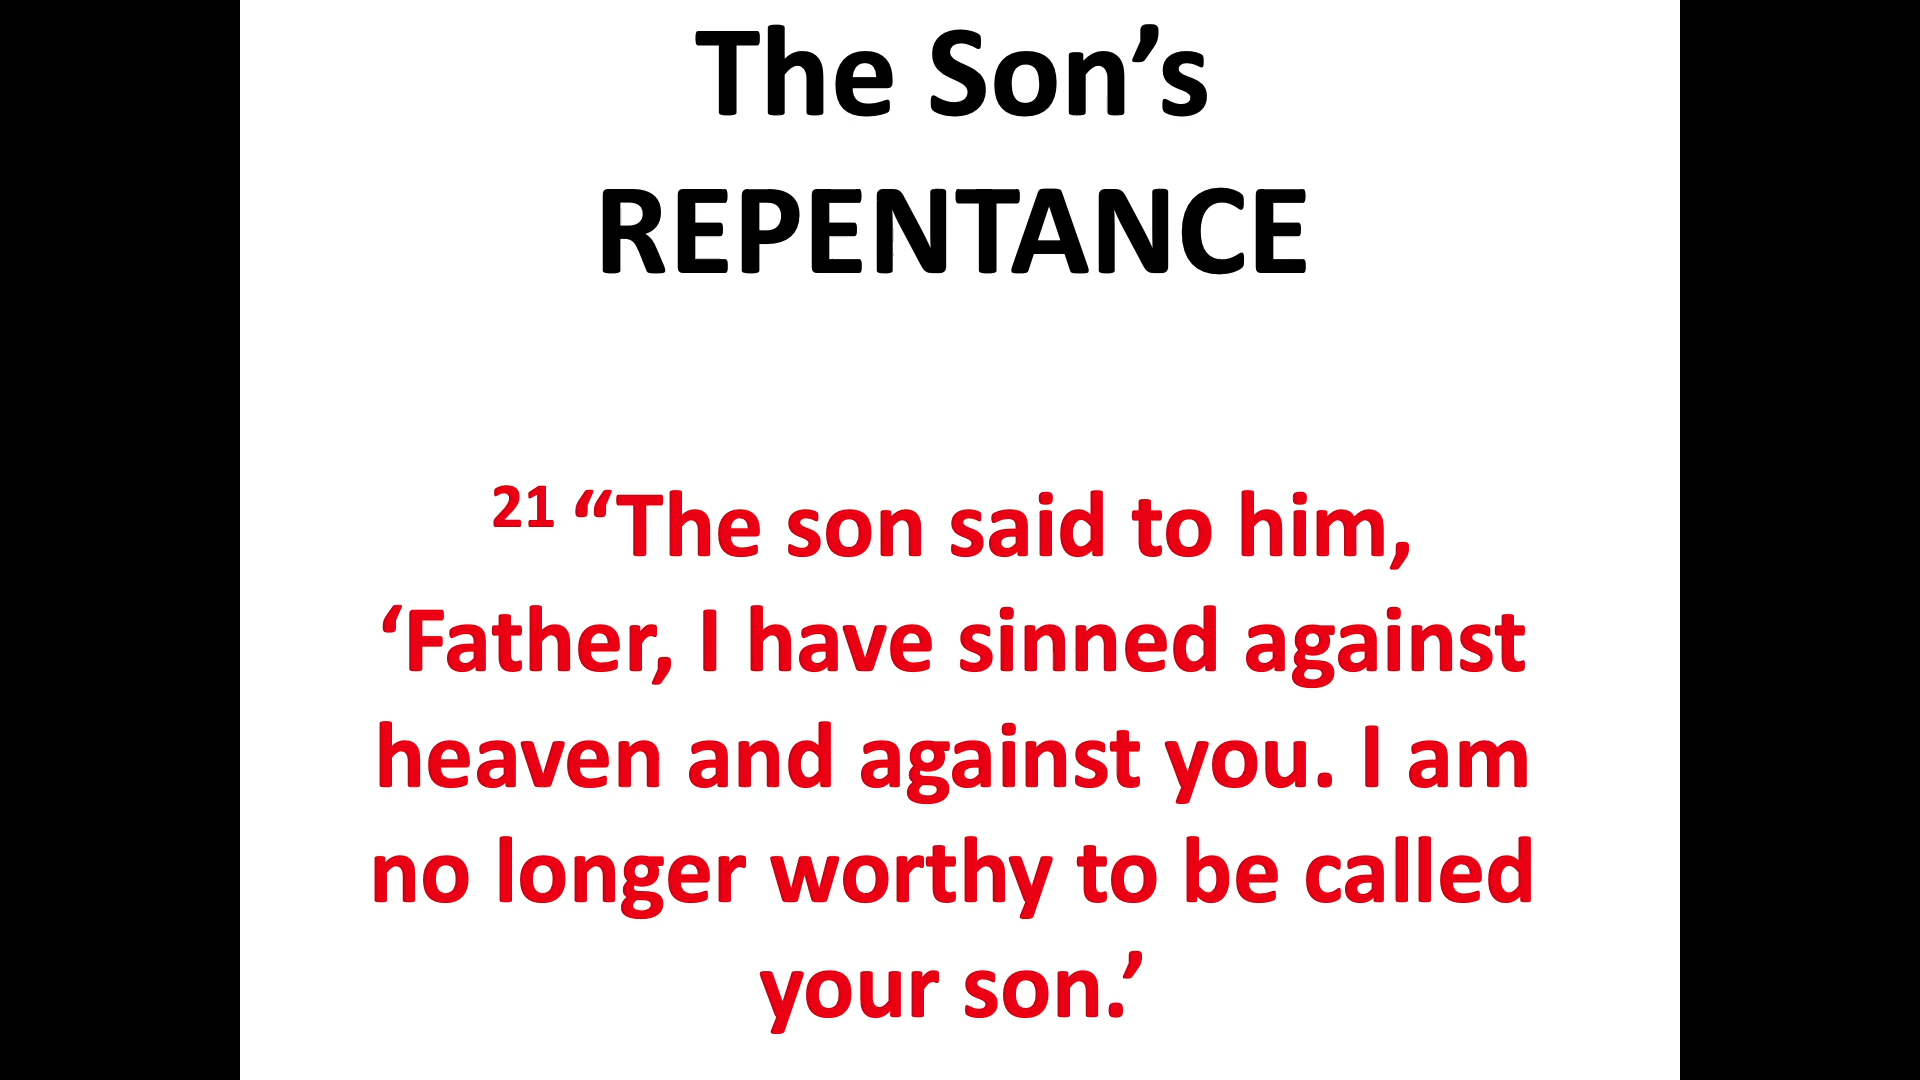 The Son’s
REPENTANCE
21 “The son said to him,
‘Father, I have sinned against
heaven and against you. I am
no longer worthy to be called
your son.’